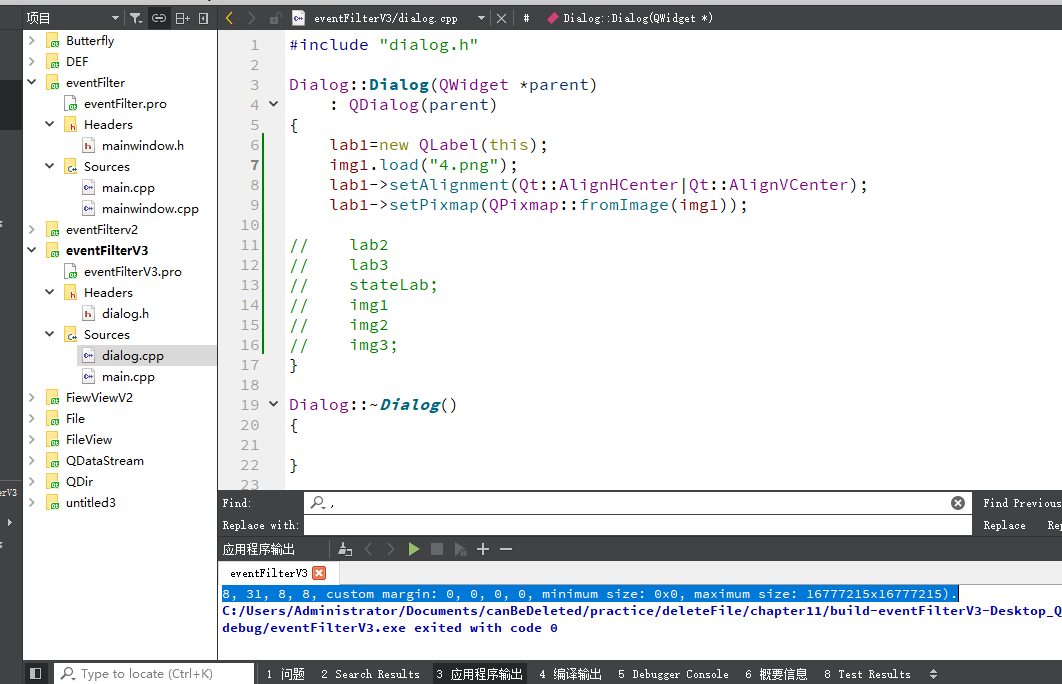 项目
eventFilterV3/dialog.cpp
#
Dialog::Dialog(QWidget *)
Butterfly
DEF
eventFilter
eventFilter.pro
Headers
mainwindow.h
Sources
main.cpp
mainwindow.cpp
eventFilterv2
eventFilterV3
eventFilterV3.pro
Headers
dialog.h
Sources
dialog.cpp
main.cpp
FiewViewV2
File
FileView
QDataStream
QDir
untitled3
erV3
1 #include "dialog.h"
2
3 Dialog::Dialog(QWidget *parent)
4 : QDialog(parent)
5 {
6 lab1=new QLabel(this);
7 img1.load("4.png");
8 lab1->setAlignment(Qt::AlignHCenter|Qt::AlignVCenter);
9 lab1->setPixmap(QPixmap::fromImage(img1));
10
11 // lab2
12 // lab3
13 // stateLab;
14 // img1
15 // img2
16 // img3;
17 }
18
19 Dialog::~Dialog()
20 {
21
22 }
23
Find: , Find Previous
Replace with: Replace Rep
应用程序输出
eventFilterV3
8, 31, 8, 8, custom margin: 0, 0, 0, 0, minimum size: 0x0, maximum size: 16777215x16777215).
C:/Users/Administrator/Documents/canBeDeleted/practice/deleteFile/chapter11/build-eventFilterV3-Desktop_Q
debug/eventFilterV3.exe exited with code 0
Type to locate (Ctrl+K)
1 问题 2 Search Results 3 应用程序输出 4 编译输出 5 Debugger Console 6 概要信息 8 Test Results